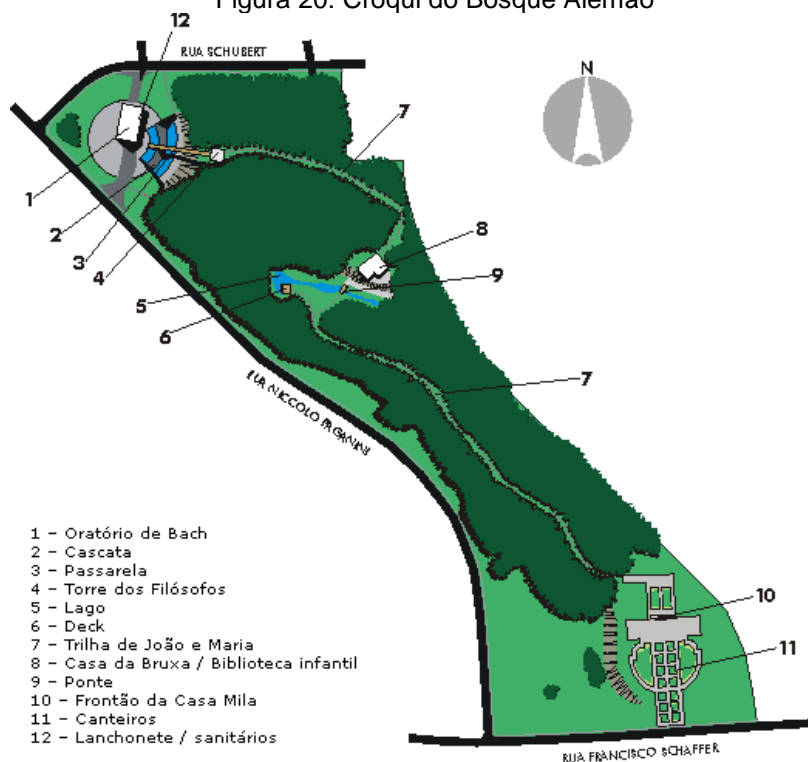 Figura 20: Croqui do Bosque Alemão
12
RUA SCHUBERT
N
7
1
2
3
4
8
5
9
6
7
RUA NICCOLO PAGANINI
1 – Oratório de Bach
2 – Cascata
3 – Passarela
4 – Torre dos Filósofos
5 – Lago
6 – Deck
7 – Trilha de João e Maria
8 – Casa da Bruxa / Biblioteca infantil
9 – Ponte
10 – Frontão da Casa Mila
11 – Canteiros
12 – Lanchonete / sanitários
10
11
RUA FRANCISCO SCHAFFER